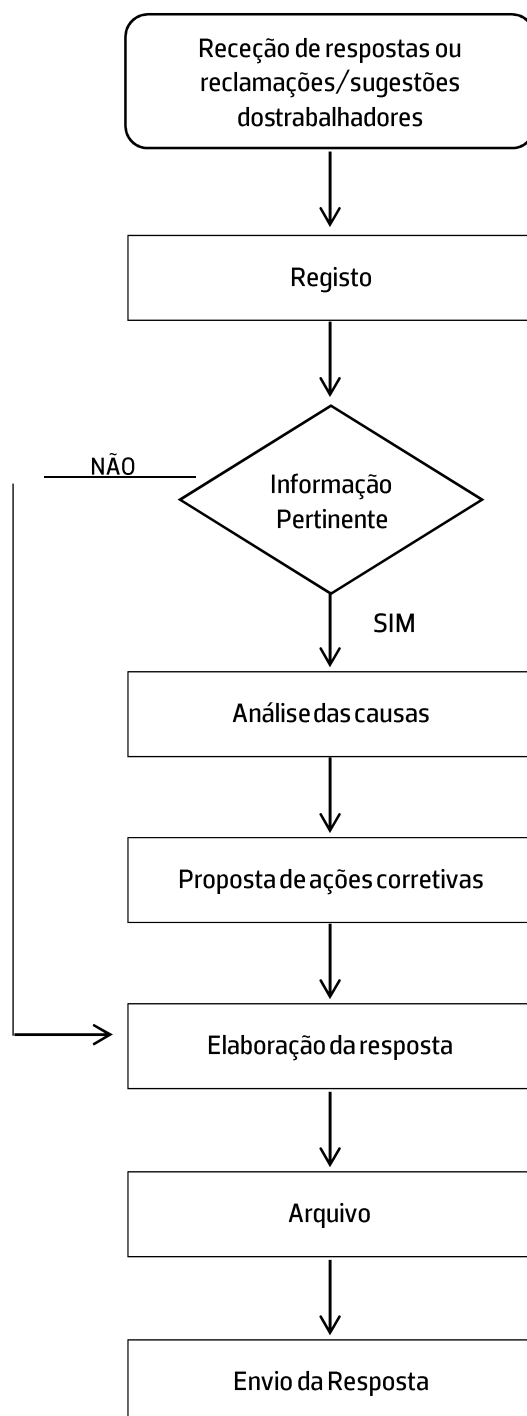 Receção de respostas ou
reclamações/sugestões
dostrabalhadores
Registo
NÃO
Informação
Pertinente
SIM
Análise das causas
Proposta de ações corretivas
Elaboração da resposta
Arquivo
Envio da Resposta